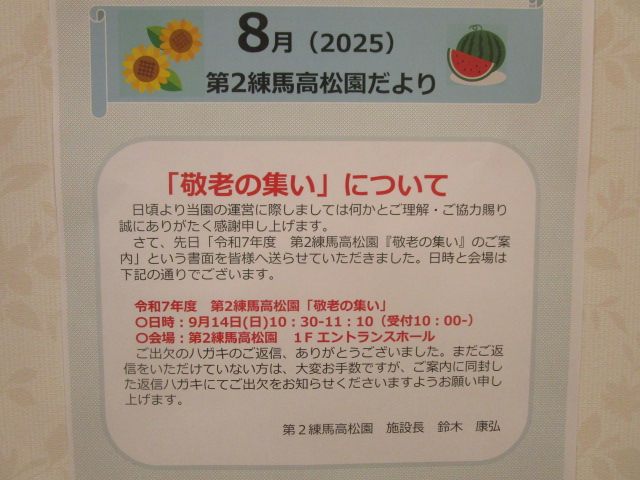 8月（2025）
第2練馬高松園だより
「敬老の集い」について
日頃より当園の運営に際しましては何かとご理解・ご協力賜り
誠にありがたく感謝申し上げます。
さて、先日「令和7年度　第2練馬高松園『敬老の集い』のご案
内」という書面を皆様へ送らせていただきました。日時と会場は
下記の通りでございます。
令和7年度　第2練馬高松園「敬老の集い」
〇日時：9月14日(日)10：30-11：10（受付10：00-）
〇会場：第2練馬高松園　１Ｆエントランスホール
ご出欠のハガキのご返信、ありがとうございました。まだご返
信をいただけていない方は、大変お手数ですが、ご案内に同封し
た返信ハガキにてご出欠をお知らせくださいますようお願い申し
上げます。
第２練馬高松園　施設長　鈴木　康弘